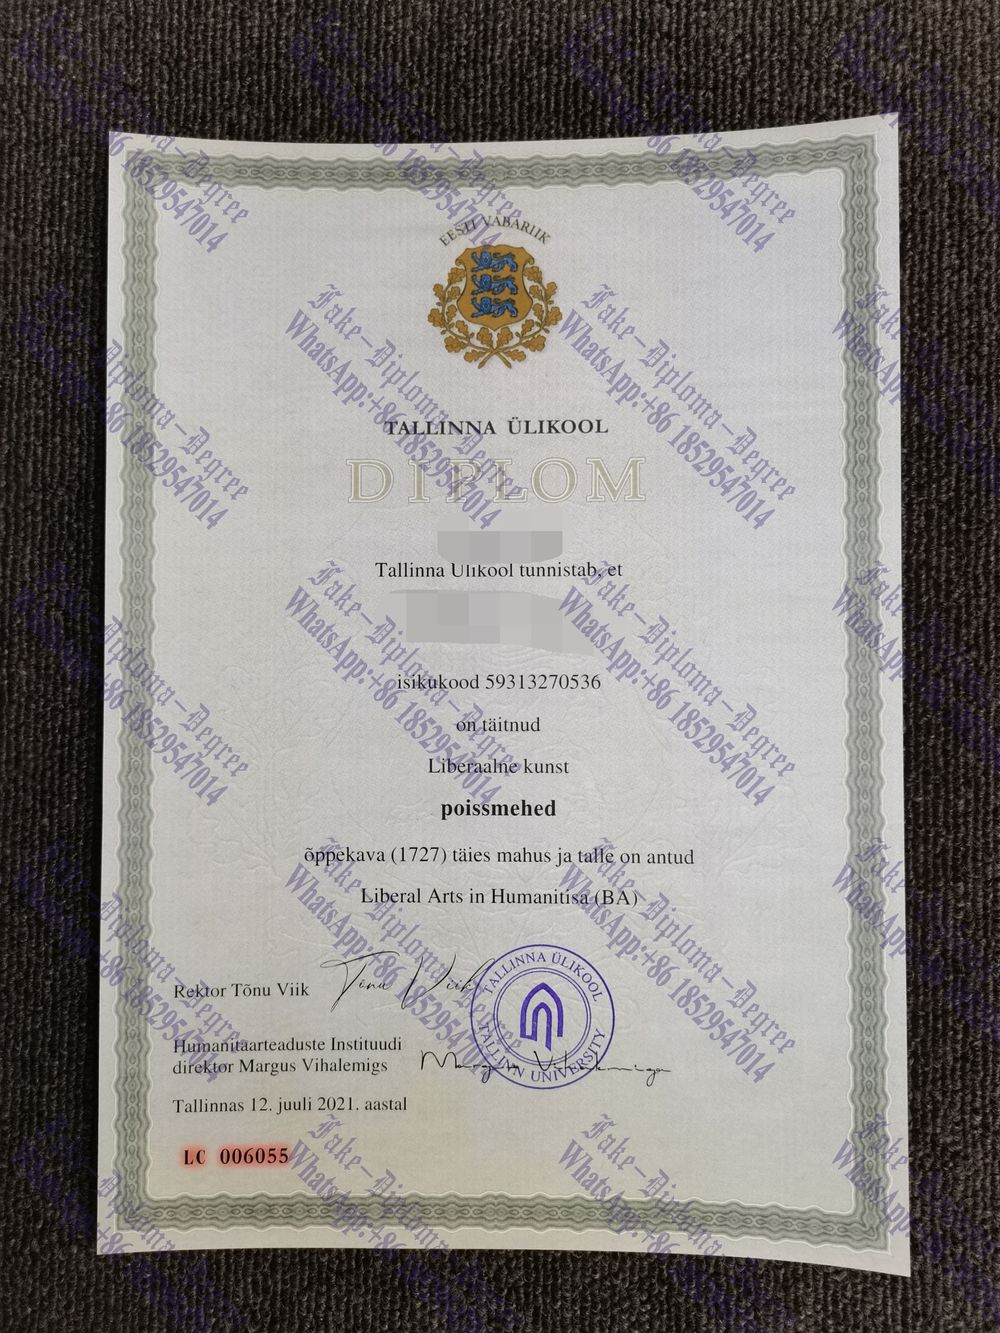 EESTI VABARIIK
TALLINNA ÜLIKOOL
DIPLOM
Tallinna Ülikool tunnistab, et
isikukood 59313270536
on täitnud
Liberaalne kunst
poissmehed
õppekava (1727) täies mahus ja talle on antud
Liberal Arts in Humanitisa (BA)
Rektor Tõnu Viik
Tõnu Viik
Humanitaarteaduste Instituudi
direktor Margus Vihalemigs
TALLINNA ÜLIKOOL
TALLINN UNIVERSITY
Tallinnas 12. juuli 2021. aastal
LC 006055
Fake-Diploma-Degree
WhatsApp:+86 18529547014